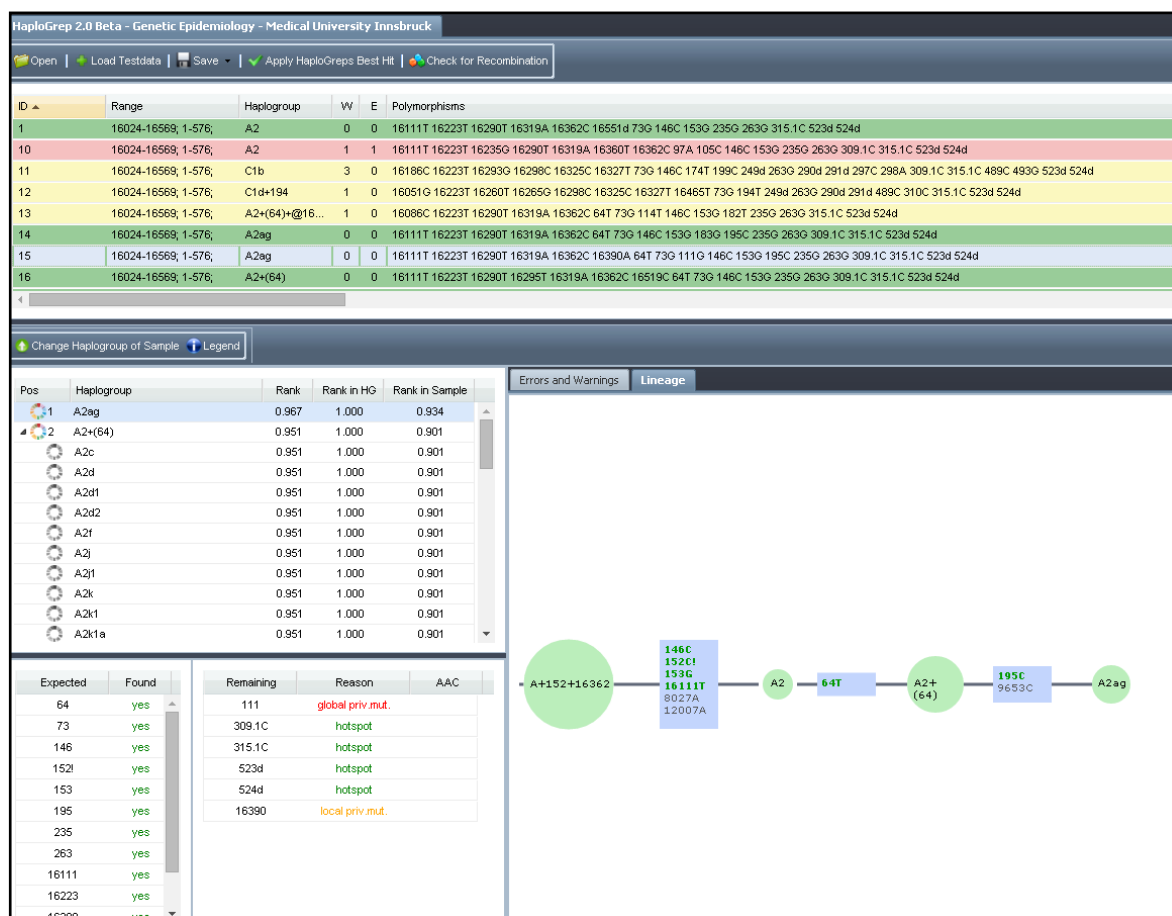 HaploGrep 2.0 Beta - Genetic Epidemiology - Medical University Innsbruck
Open | Load Testdata | Save | Apply HaploGreps Best Hit | Check for Recombination
ID Range Haplogroup W E Polymorphisms
1 16024-16569; 1-576; A2 0 0 16111T 16223T 16290T 16319A 16362C 16551d 73G 146C 153G 235G 263G 315.1C 523d 524d
10 16024-16569; 1-576; A2 1 1 16111T 16223T 16235G 16290T 16319A 16360T 16362C 97A 105C 146C 153G 235G 263G 309.1C 315.1C 523d 524d
11 16024-16569; 1-576; C1b 3 0 16186C 16223T 16293G 16298C 16325C 16327T 73G 146C 174T 199C 249d 263G 290d 291d 297C 298A 309.1C 315.1C 489C 493G 523d 524d
12 16024-16569; 1-576; C1d+194 1 0 16051G 16223T 16260T 16265G 16298C 16325C 16327T 16465T 73G 194T 249d 263G 290d 291d 489C 310C 315.1C 523d 524d
13 16024-16569; 1-576; A2+(64)+@16... 1 0 16086C 16223T 16290T 16319A 16362C 64T 73G 114T 146C 153G 182T 235G 263G 315.1C 523d 524d
14 16024-16569; 1-576; A2ag 0 0 16111T 16223T 16290T 16319A 16362C 64T 73G 146C 153G 183G 195C 235G 263G 309.1C 315.1C 523d 524d
15 16024-16569; 1-576; A2ag 0 0 16111T 16223T 16290T 16319A 16362C 16390A 64T 73G 111G 146C 153G 195C 235G 263G 309.1C 315.1C 523d 524d
16 16024-16569; 1-576; A2+(64) 0 0 16111T 16223T 16290T 16295T 16319A 16362C 16519C 64T 73G 146C 153G 235G 263G 309.1C 315.1C 523d 524d
Change Haplogroup of Sample Legend
Pos Haplogroup Rank Rank in HG Rank in Sample
1 A2ag 0.967 1.000 0.934
2 A2+(64) 0.951 1.000 0.901
A2c 0.951 1.000 0.901
A2d 0.951 1.000 0.901
A2d1 0.951 1.000 0.901
A2d2 0.951 1.000 0.901
A2f 0.951 1.000 0.901
A2j 0.951 1.000 0.901
A2j1 0.951 1.000 0.901
A2k 0.951 1.000 0.901
A2k1 0.951 1.000 0.901
A2k1a 0.951 1.000 0.901
Expected Found
64 yes
73 yes
146 yes
152! yes
153 yes
195 yes
235 yes
263 yes
16111 yes
16223 yes
Remaining Reason AAC
111 global priv.mut.
309.1C hotspot
315.1C hotspot
523d hotspot
524d hotspot
16390 local priv.mut.
Errors and Warnings Lineage
A+152+16362
146C
152C!
153G
16111T
8027A
12007A
A2
64T
A2+
(64)
195C
9653C
A2ag